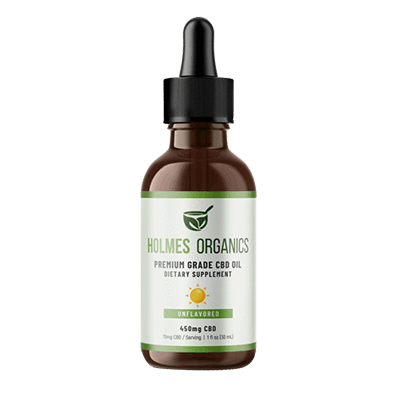 HOLMES ORGANICS
PREMIUM GRADE CBD OIL
DIETARY SUPPLEMENT
UNFLAVORED
450mg CBD
15mg CBD / Serving | 1 fl oz (30 mL)